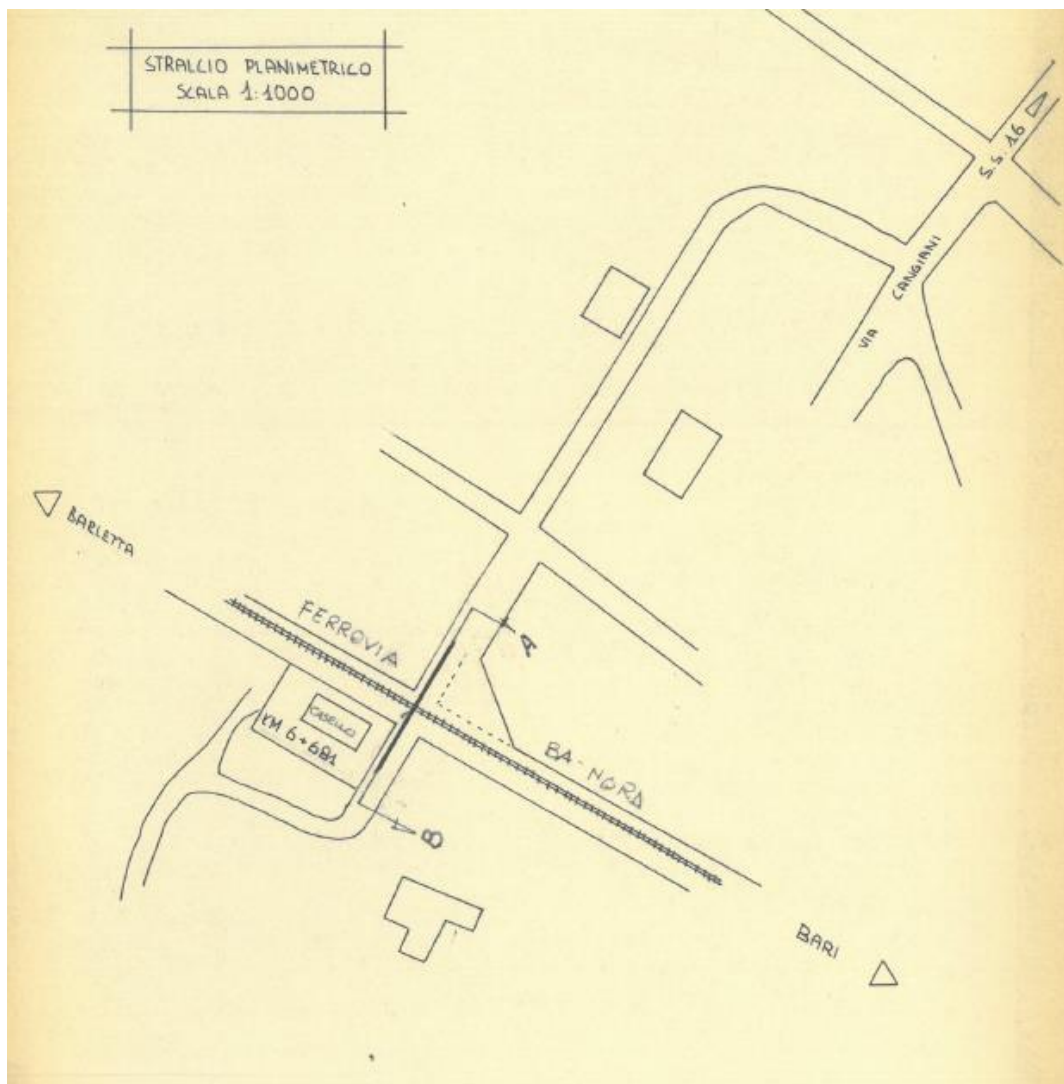 STRALCIO PLANIMETRICO
SCALA 1:1000
S.S. 16
VIA CANGIANI
BARLETTA
FERROVIA
A
CASELLO
KM 6+681
BA-NORD
B
BARI